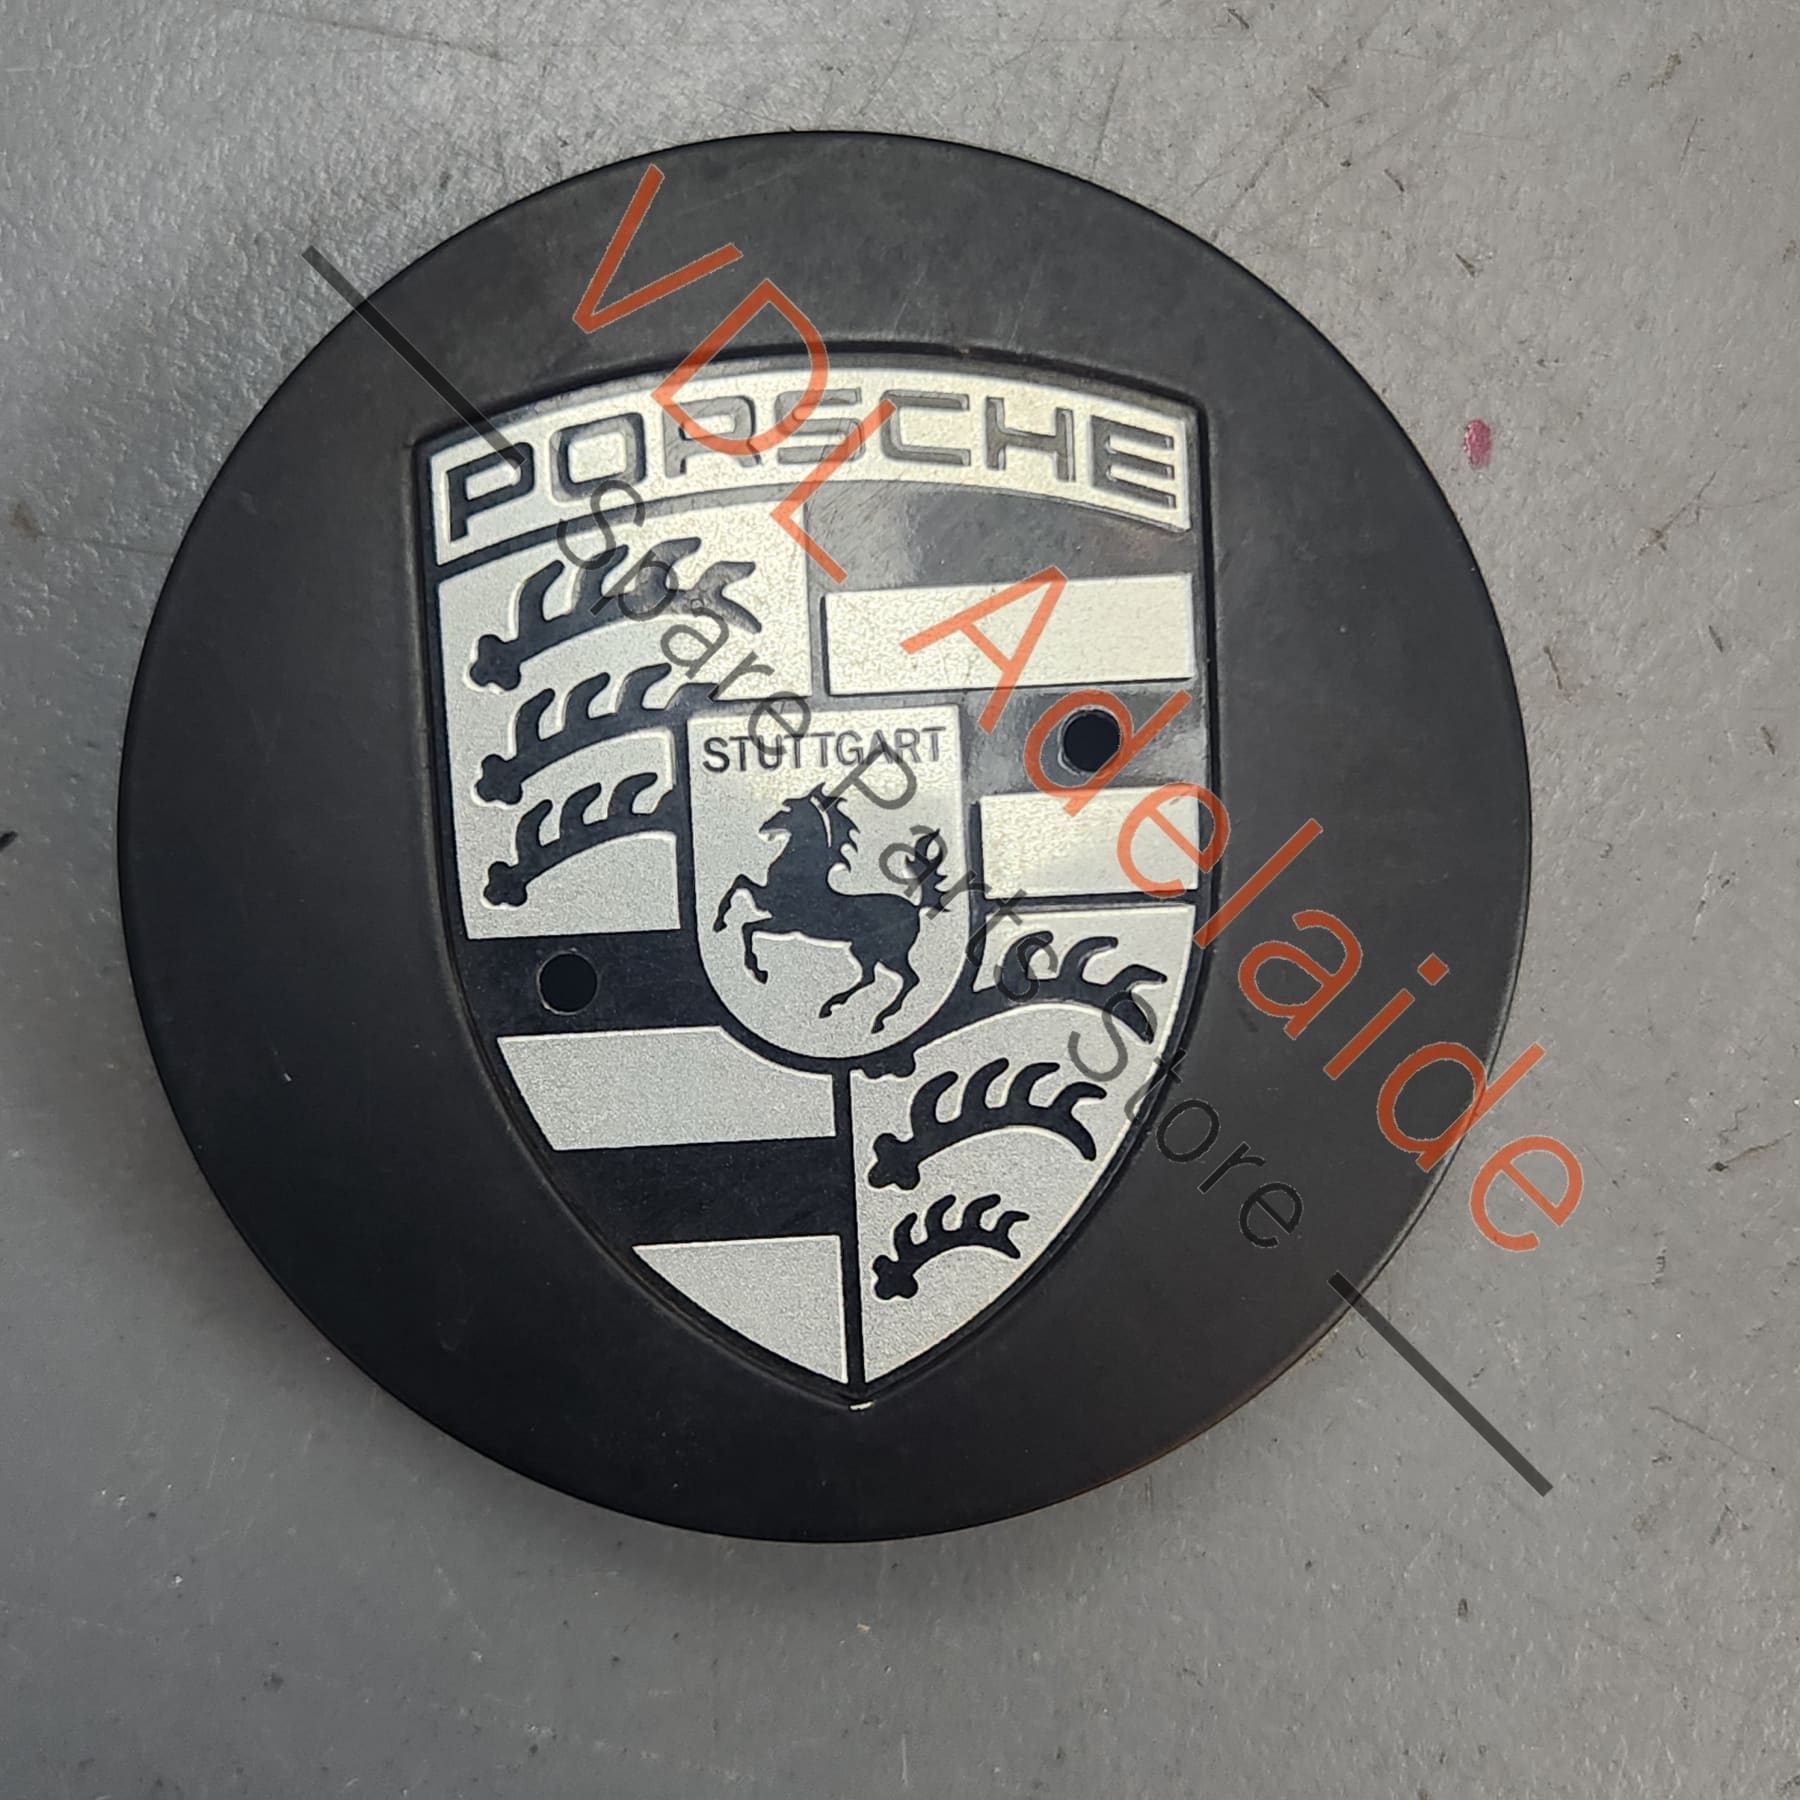 PORSCHE
STUTTGART
VDL Adelaide
Spare Parts Store